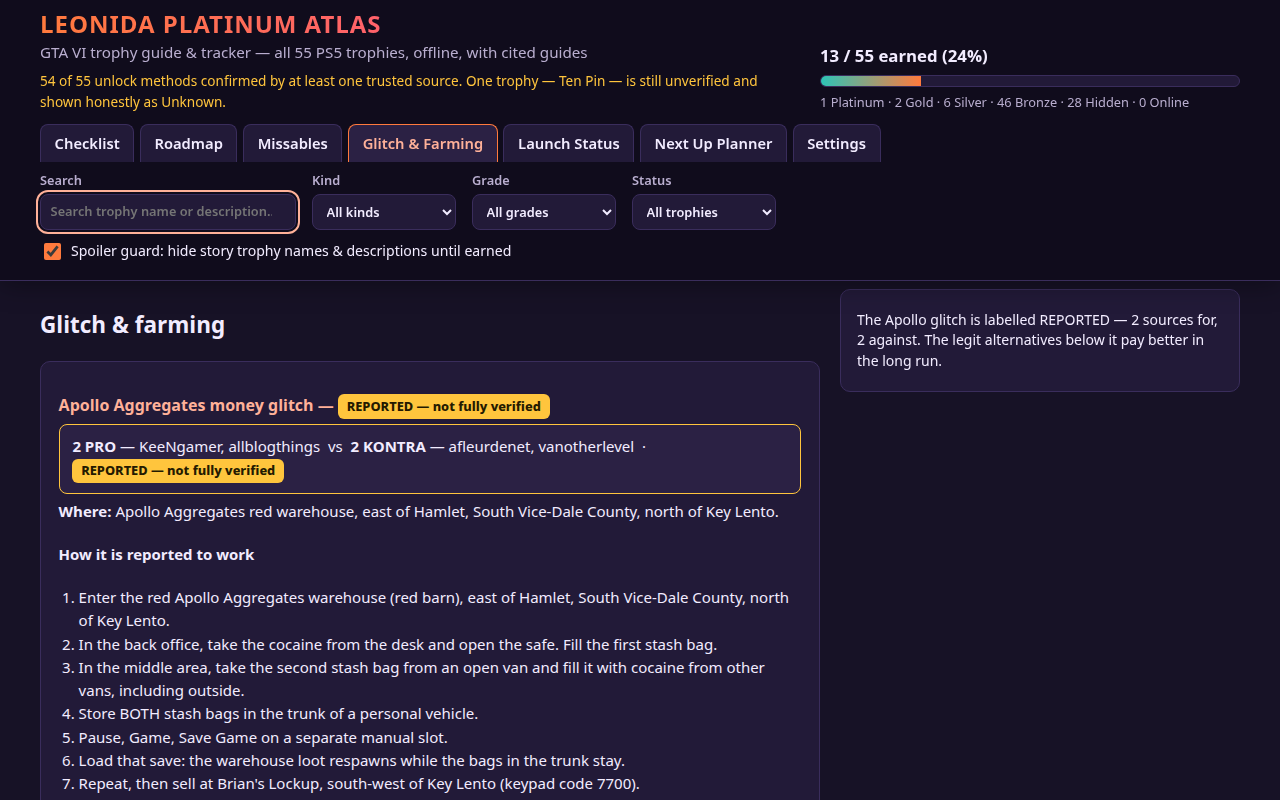 LEONIDA PLATINUM ATLAS
GTA VI trophy guide & tracker — all 55 PS5 trophies, offline, with cited guides
54 of 55 unlock methods confirmed by at least one trusted source. One trophy — Ten Pin — is still unverified and
shown honestly as Unknown.
13 / 55 earned (24%)
1 Platinum · 2 Gold · 6 Silver · 46 Bronze · 28 Hidden · 0 Online
Checklist
Roadmap
Missables
Glitch & Farming
Launch Status
Next Up Planner
Settings
Search
Kind
Grade
Status
Search trophy name or description..
All kinds
All grades
All trophies
Spoiler guard: hide story trophy names & descriptions until earned
Glitch & farming
Apollo Aggregates money glitch — REPORTED — not fully verified
2 PRO — KeeNgamer, allblogthings vs 2 KONTRA — afleurdenet, vanotherlevel ·
REPORTED — not fully verified
Where: Apollo Aggregates red warehouse, east of Hamlet, South Vice-Dale County, north of Key Lento.
How it is reported to work
1. Enter the red Apollo Aggregates warehouse (red barn), east of Hamlet, South Vice-Dale County, north
of Key Lento.
2. In the back office, take the cocaine from the desk and open the safe. Fill the first stash bag.
3. In the middle area, take the second stash bag from an open van and fill it with cocaine from other
vans, including outside.
4. Store BOTH stash bags in the trunk of a personal vehicle.
5. Pause, Game, Save Game on a separate manual slot.
6. Load that save: the warehouse loot respawns while the bags in the trunk stay.
7. Repeat, then sell at Brian's Lockup, south-west of Key Lento (keypad code 7700).
The Apollo glitch is labelled REPORTED — 2 sources for,
2 against. The legit alternatives below it pay better in
the long run.